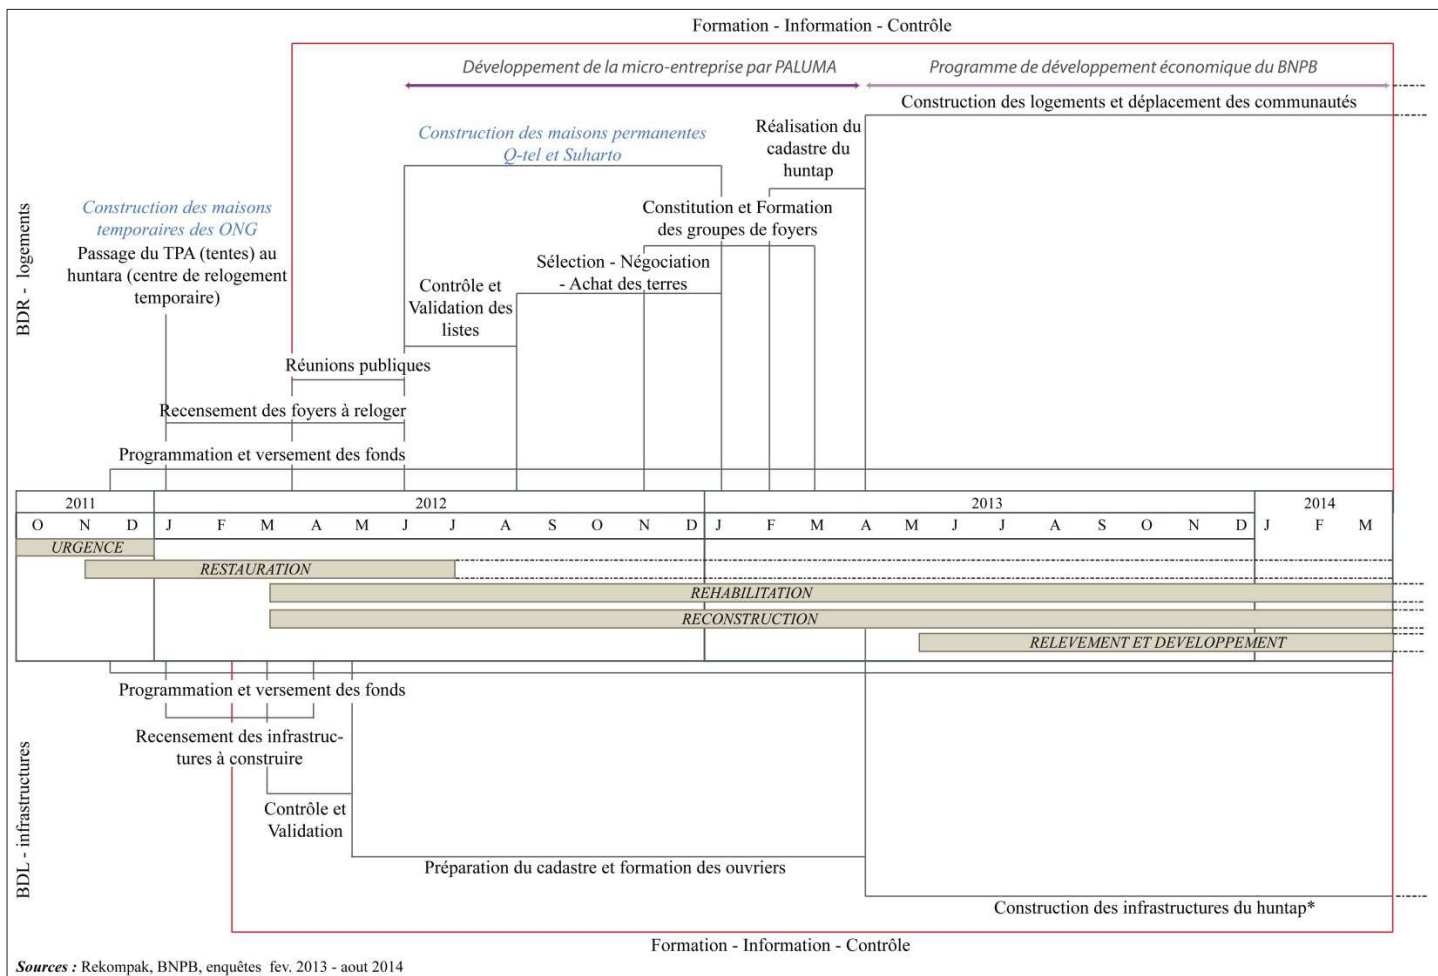 Formation - Information - Contrôle
Développement de la micro-entreprise par PALUMA
Programme de développement économique du BNPB
Construction des logements et déplacement des communautés
Construction des maisons permanentes
Q-tel et Suharto
Réalisation du
cadastre du
huntap
Construction des maisons
temporaires des ONG
Passage du TPA (tentes) au
huntara (centre de relogement
temporaire)
Constitution et Formation
des groupes de foyers
Sélection - Négociation
- Achat des terres
Contrôle et
Validation des
listes
BDR - logements
Réunions publiques
Recensement des foyers à reloger
Programmation et versement des fonds
2011 2012 2013 2014
O N D J F M A M J J A S O N D J F M A M J J A S O N D J F M
URGENCE
RESTAURATION
REHABILITATION
RECONSTRUCTION
RELEVEMENT ET DEVELOPPEMENT
Programmation et versement des fonds
Recensement des infrastruc-
tures à construire
BDL - infrastructures
Contrôle et
Validation
Préparation du cadastre et formation des ouvriers
Construction des infrastructures du huntap*
Formation - Information - Contrôle
Sources : Rekompak, BNPB, enquêtes fev. 2013 - aout 2014